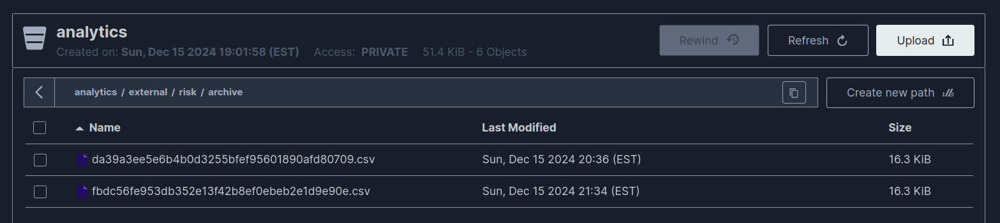 analytics
Created on: Sun, Dec 15 2024 19:01:58 (EST) Access: PRIVATE 51.4 KiB - 6 Objects
Rewind Refresh Upload
analytics / external / risk / archive
Create new path
Name Last Modified Size
da39a3ee5e6b4b0d3255bfef95601890afd80709.csv Sun, Dec 15 2024 20:36 (EST) 16.3 KiB
fbdc56fe953db352e13f42b8ef0ebeb2e1d9e90e.csv Sun, Dec 15 2024 21:34 (EST) 16.3 KiB